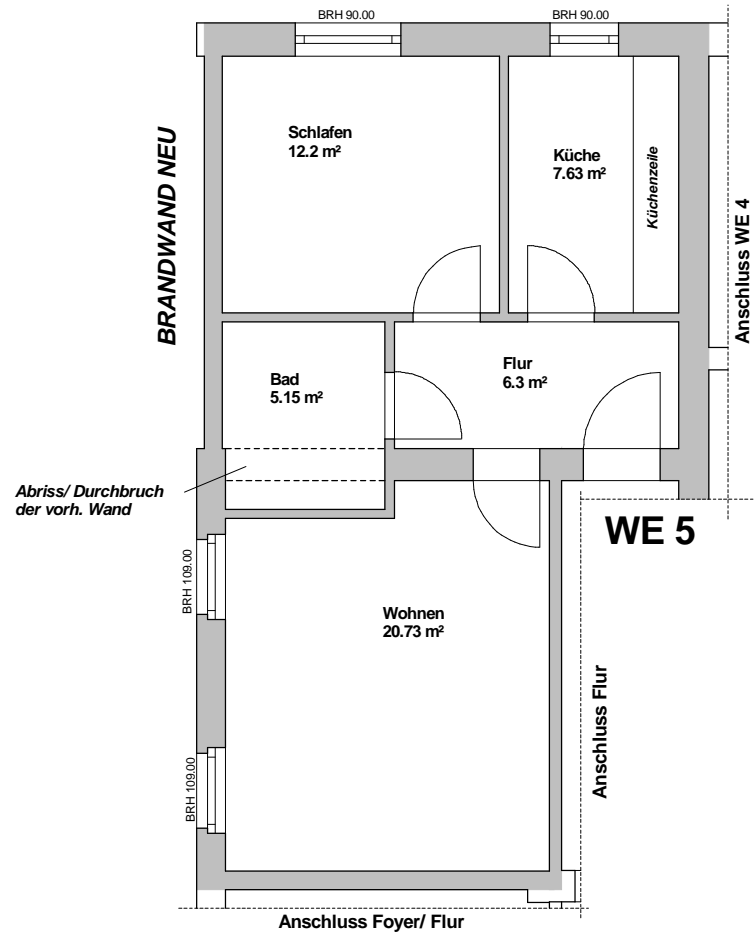 BRH 90.00
BRH 90.00
Schlafen
12.2 m²
Küche
7.63 m²
Küchenzeile
BRANDWAND NEU
Anschluss WE 4
Flur
6.3 m²
Bad
5.15 m²
Abriss/ Durchbruch
der vorh. Wand
WE 5
BRH 109.00
Wohnen
20.73 m²
Anschluss Flur
BRH 109.00
Anschluss Foyer/ Flur